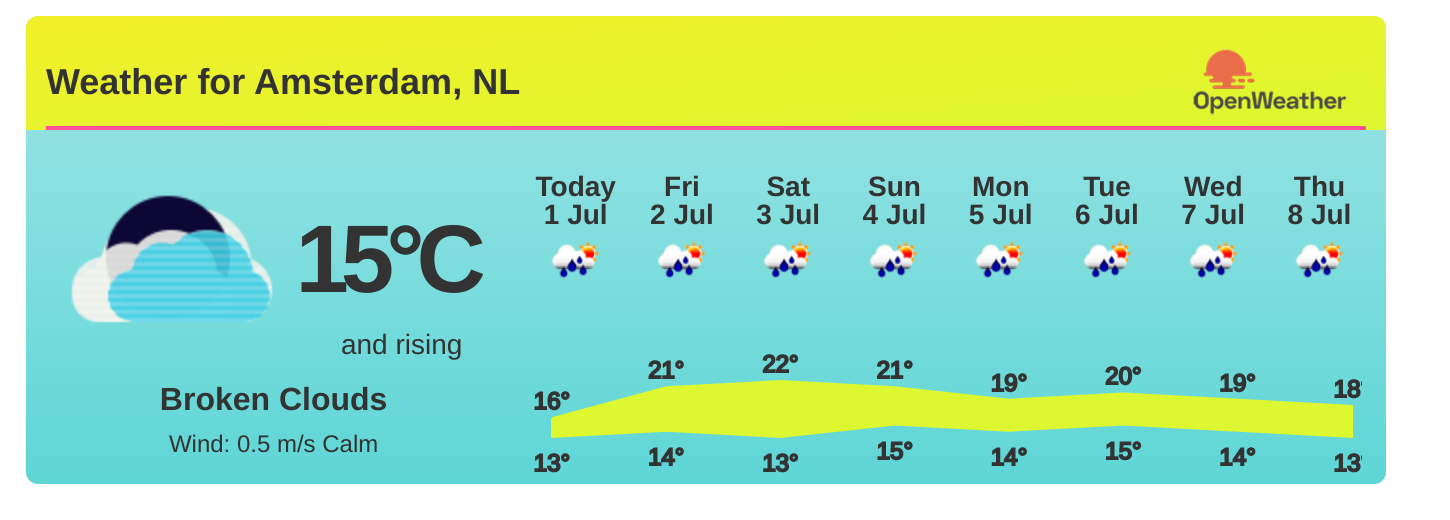 Weather for Amsterdam, NL
OpenWeather
15°C
and rising
Broken Clouds
Wind: 0.5 m/s Calm
Today Fri Sat Sun Mon Tue Wed Thu
1 Jul 2 Jul 3 Jul 4 Jul 5 Jul 6 Jul 7 Jul 8 Jul
16° 21° 22° 21° 19° 20° 19° 18
13° 14° 13° 15° 14° 15° 14° 13